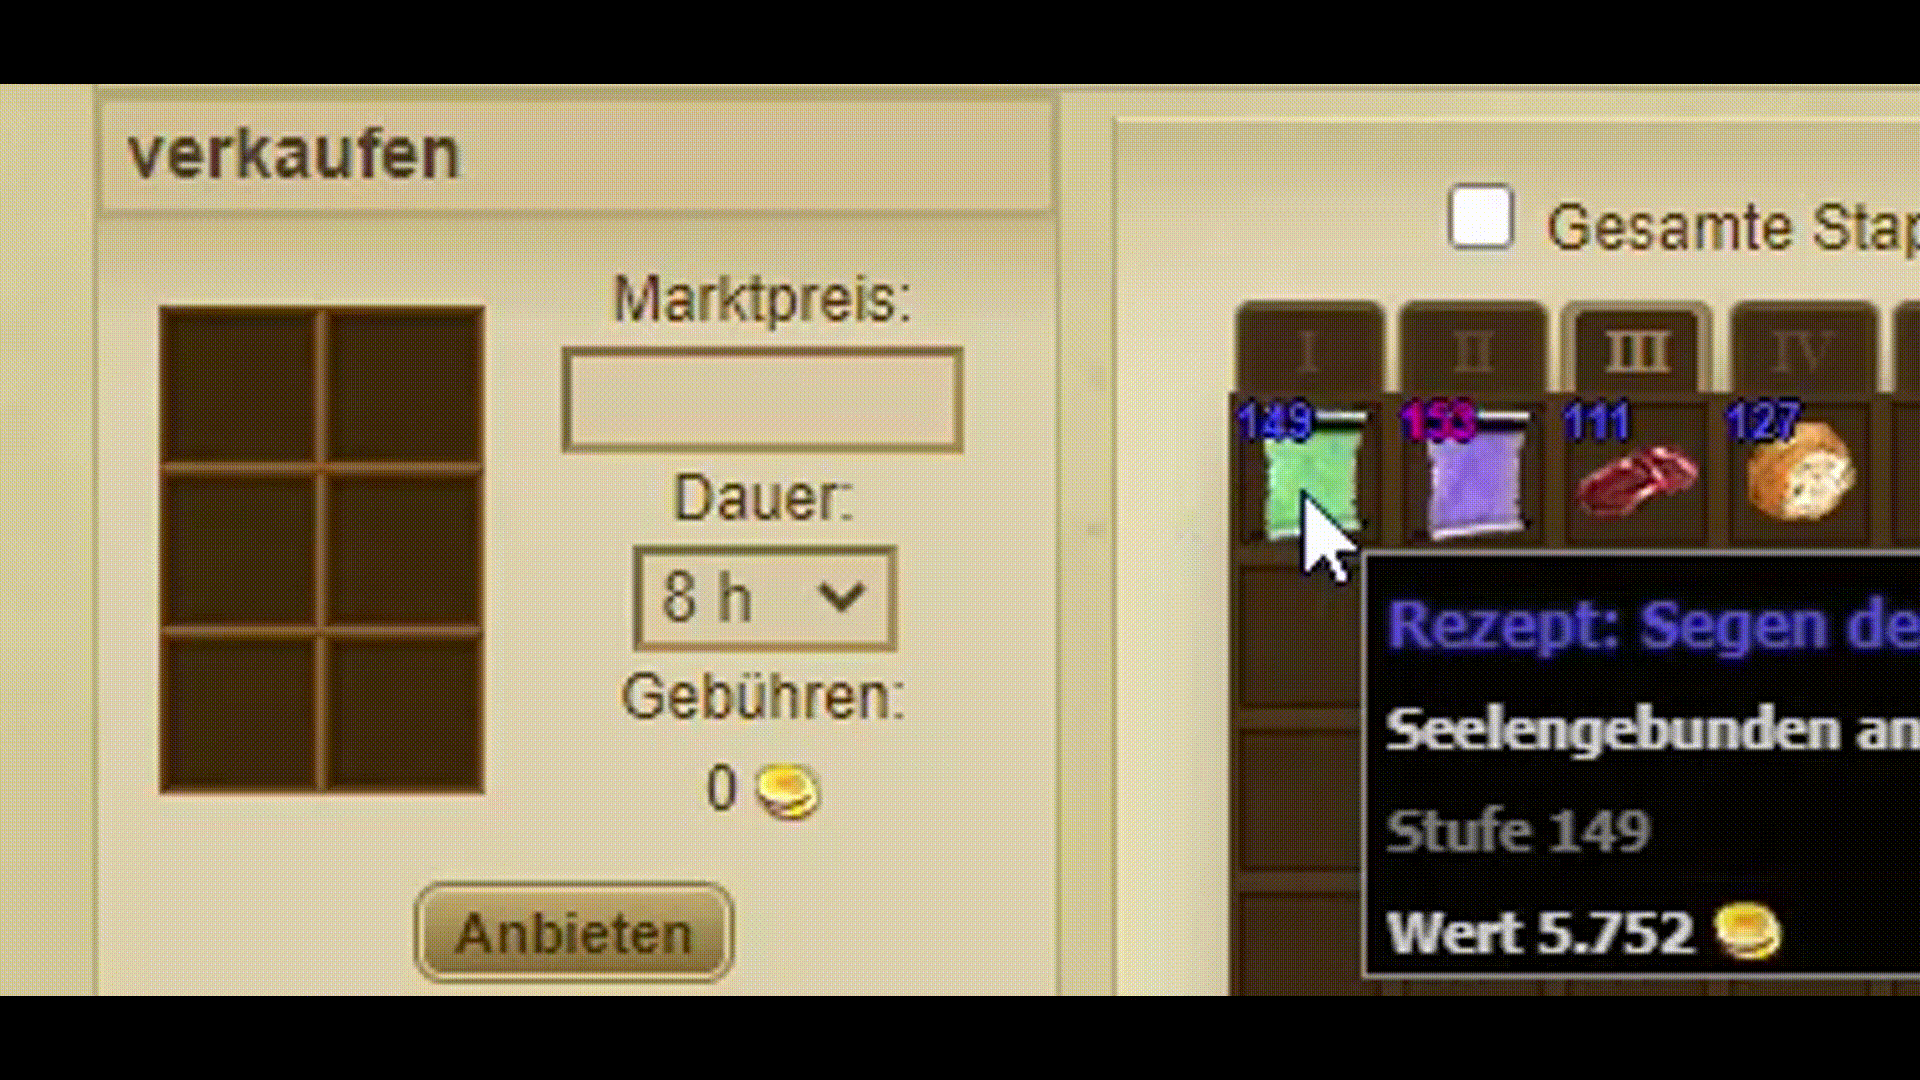 verkaufen
Gesamte Stap
Marktpreis:
I II III IV
149 153 111 127
Dauer:
8 h
Rezept: Segen de
Gebühren:
Seelengebunden an
0
Stufe 149
Anbieten
Wert 5.752